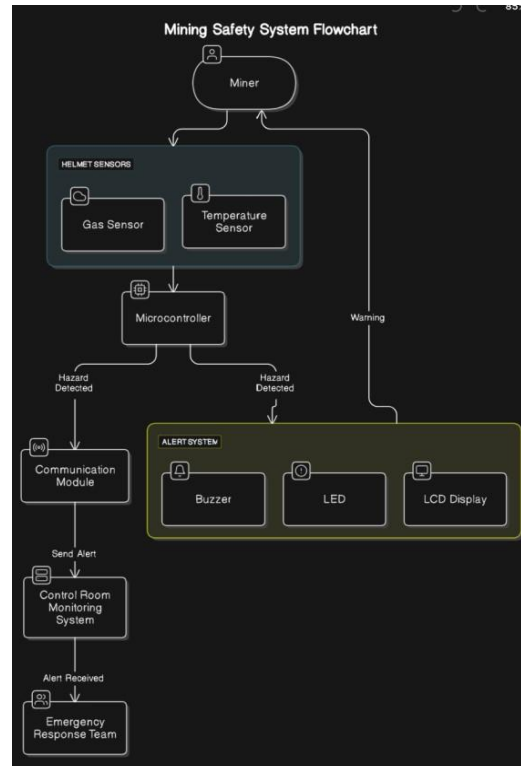 85.
Mining Safety System Flowchart
Miner
HELMET SENSORS
Gas Sensor
Temperature
Sensor
Microcontroller
Warning
Hazard
Detected
Hazard
Detected
ALERT SYSTEM
Communication
Module
Buzzer
LED
LCD Display
Send Alert
Control Room
Monitoring
System
Alert Received
Emergency
Response Team